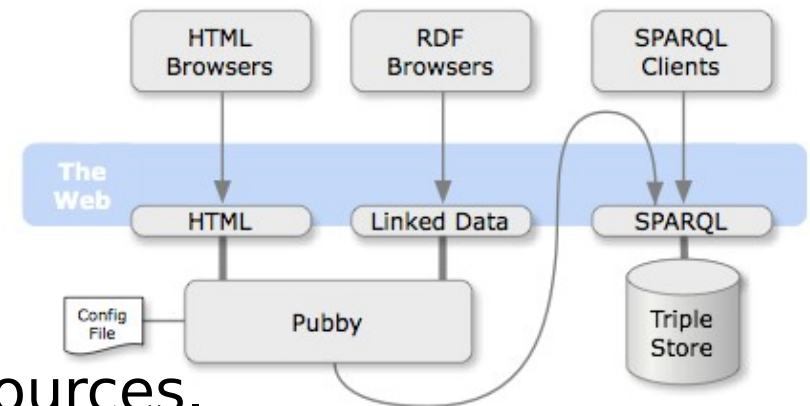 HTML
Browsers
RDF
Browsers
SPARQL
Clients
The
Web
HTML
Linked Data
SPARQL
Config
File
Pubby
Triple
Store